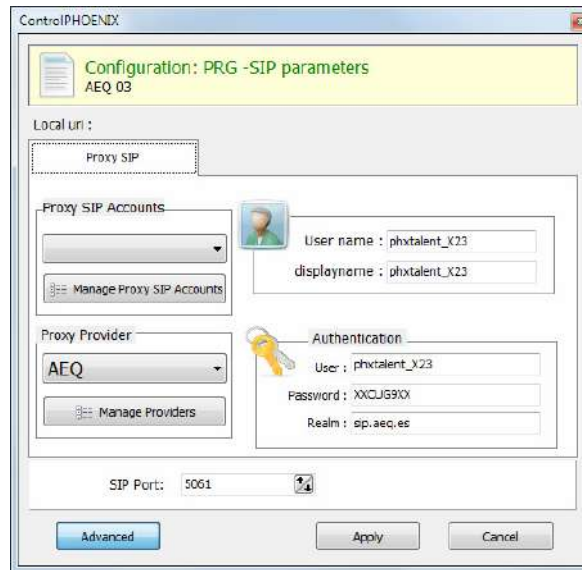 ControlPHOENIX
Configuration: PRG -SIP parameters
AEQ 03
Local uri :
Proxy SIP
Proxy SIP Accounts
Manage Proxy SIP Accounts
User name : phxtalent_X23
displayname : phxtalent_X23
Proxy Provider
AEQ
Manage Providers
Authentication
User : phxtalent_X23
Password : XXCUG9XX
Realm : sip.aeq.es
SIP Port: 5061
Advanced
Apply
Cancel